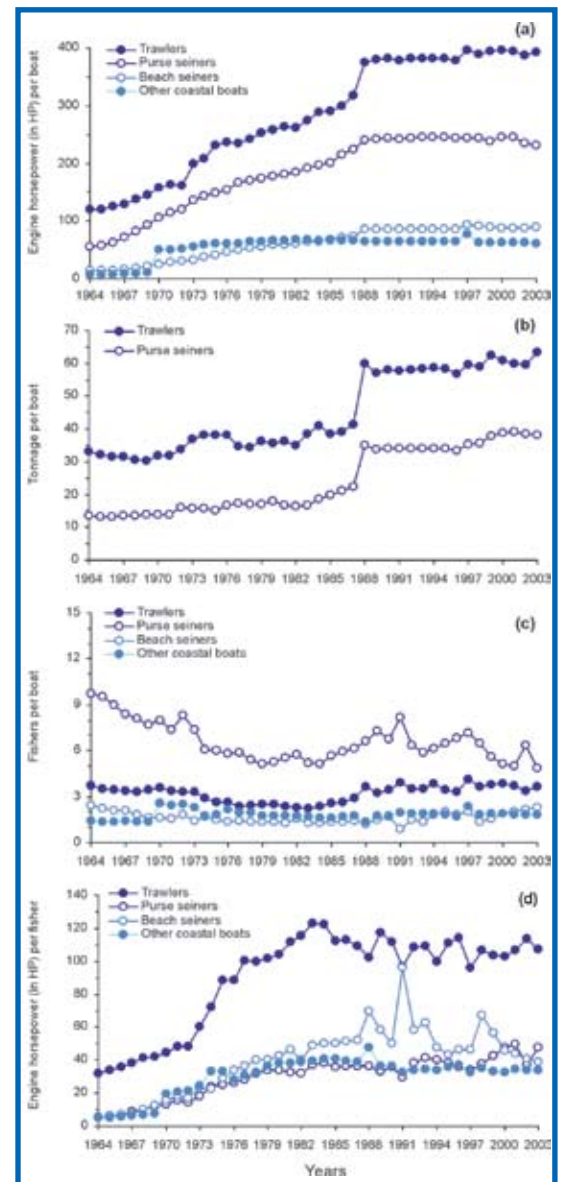 (a)
Engine horsepower (in HP) per boat
400
300
200
100
0
Trawlers
Purse seiners
Beach seiners
Other coastal boats
1964 1967 1970 1973 1976 1979 1982 1985 1988 1991 1994 1997 2000 2003
(b)
Tonnage per boat
70
60
50
40
30
20
10
0
Trawlers
Purse seiners
1964 1967 1970 1973 1976 1979 1982 1985 1988 1991 1994 1997 2000 2003
(c)
Fishers per boat
15
12
9
6
3
0
Trawlers
Purse seiners
Beach seiners
Other coastal boats
1964 1967 1970 1973 1976 1979 1982 1985 1988 1991 1994 1997 2000 2003
(d)
Engine horsepower (in HP) per fisher
140
120
100
80
60
40
20
0
Trawlers
Purse seiners
Beach seiners
Other coastal boats
1964 1967 1970 1973 1976 1979 1982 1985 1988 1991 1994 1997 2000 2003
Years